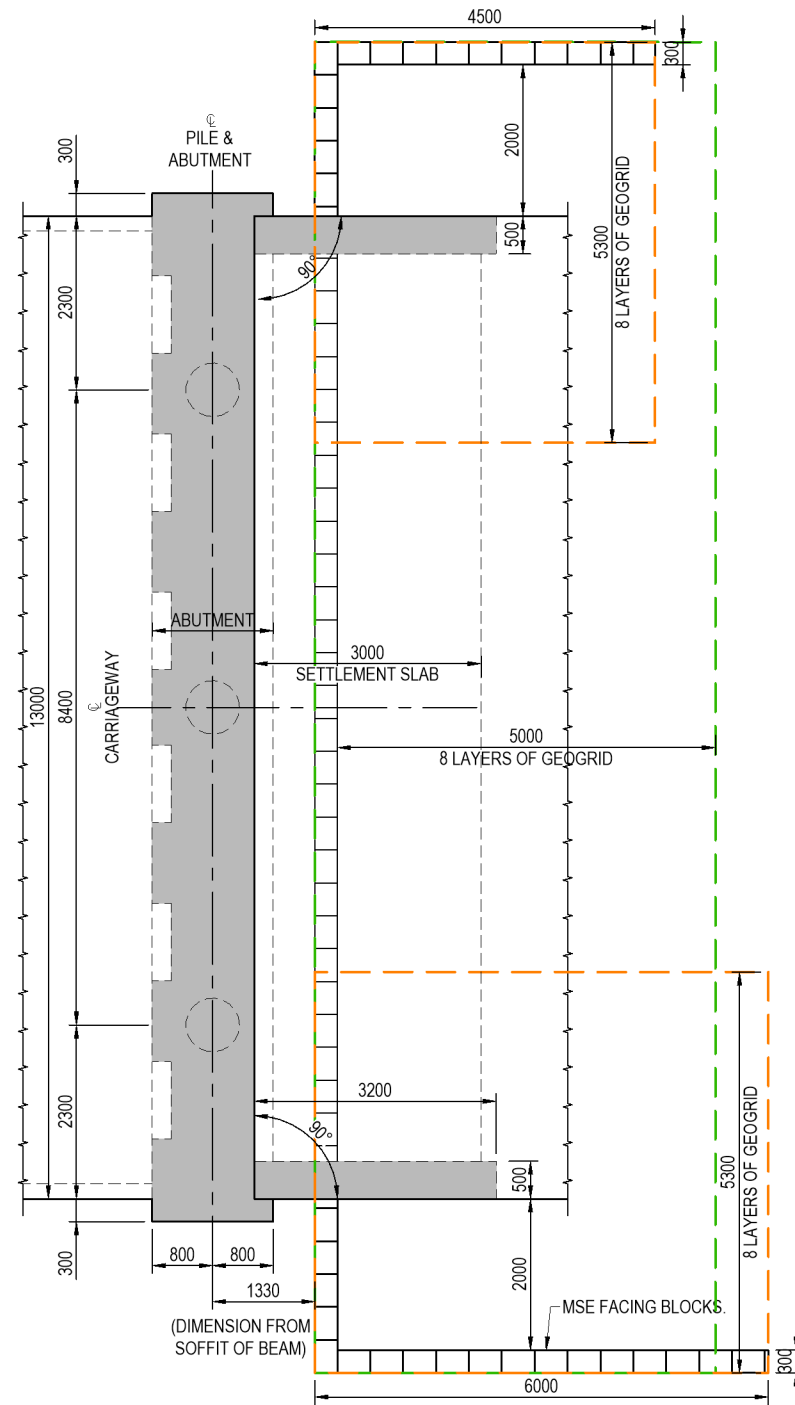 4500
300
℄
PILE &
ABUTMENT
300
2000
5300
8 LAYERS OF GEOGRID
500
90°
2300
ABUTMENT
3000
SETTLEMENT SLAB
13000
8400
℄
CARRIAGEWAY
5000
8 LAYERS OF GEOGRID
2300
3200
90°
500
5300
8 LAYERS OF GEOGRID
300
800
800
2000
1330
(DIMENSION FROM
SOFFIT OF BEAM)
MSE FACING BLOCKS.
300
6000